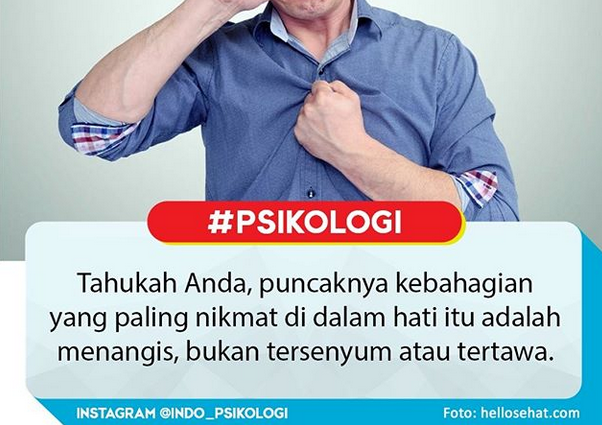 #PSIKOLOGI
Tahukah Anda, puncaknya kebahagian
yang paling nikmat di dalam hati itu adalah
menangis, bukan tersenyum atau tertawa.
INSTAGRAM @INDO_PSIKOLOGI
Foto: hellosehat.com